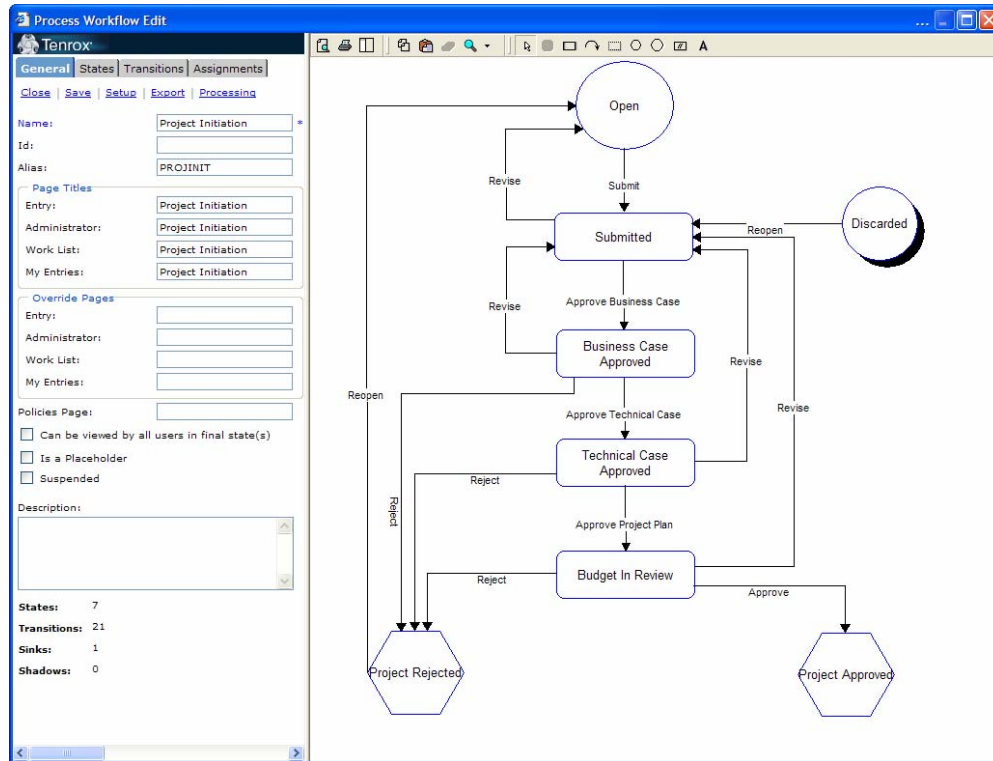 Process Workflow Edit
Tenrox
General States Transitions Assignments
Close | Save | Setup | Export | Processing
Name: Project Initiation *
Id:
Alias: PROJINIT
Page Titles
Entry: Project Initiation
Administrator: Project Initiation
Work List: Project Initiation
My Entries: Project Initiation
Override Pages
Entry:
Administrator:
Work List:
My Entries:
Policies Page:
Can be viewed by all users in final state(s)
Is a Placeholder
Suspended
Description:
States: 7
Transitions: 21
Sinks: 1
Shadows: 0
A
Open
Revise
Submit
Submitted
Reopen
Discarded
Revise
Approve Business Case
Business Case
Approved
Revise
Reopen
Approve Technical Case
Revise
Technical Case
Approved
Reject
Reject
Approve Project Plan
Budget In Review
Reject
Approve
Project Rejected
Project Approved